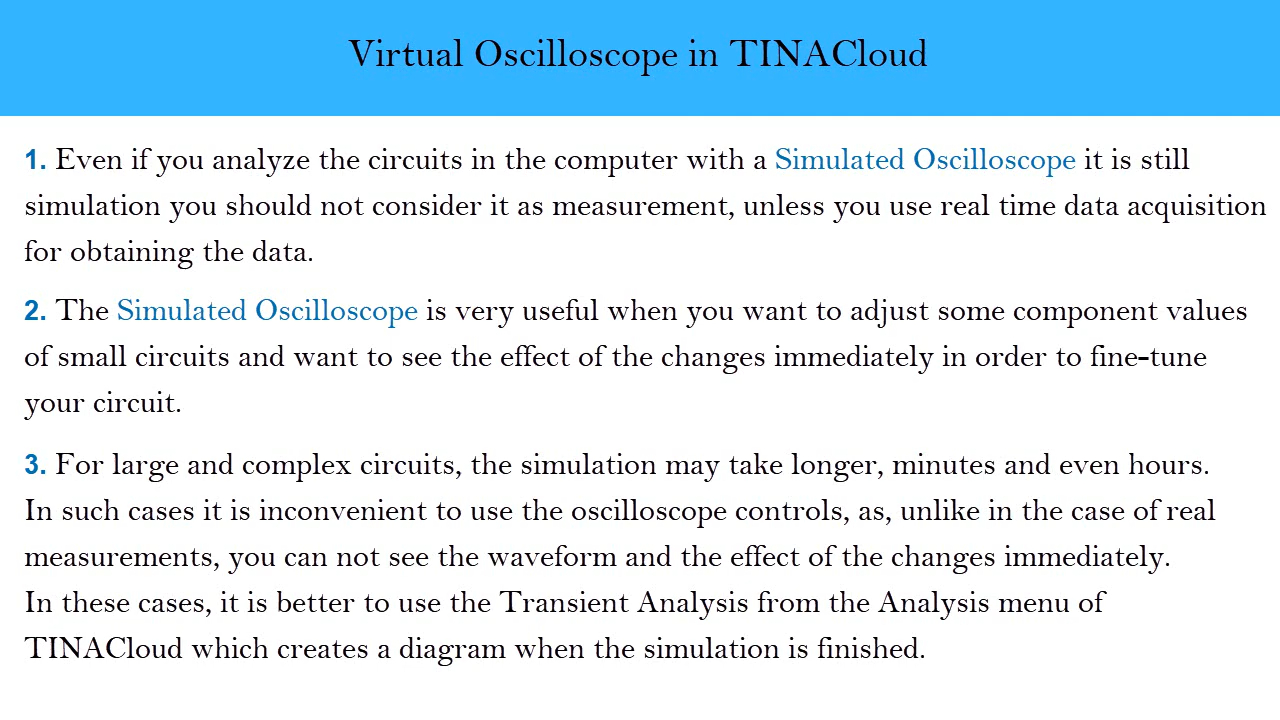 Virtual Oscilloscope in TINACloud
1. Even if you analyze the circuits in the computer with a Simulated Oscilloscope it is still
simulation you should not consider it as measurement, unless you use real time data acquisition
for obtaining the data.
2. The Simulated Oscilloscope is very useful when you want to adjust some component values
of small circuits and want to see the effect of the changes immediately in order to fine-tune
your circuit.
3. For large and complex circuits, the simulation may take longer, minutes and even hours.
In such cases it is inconvenient to use the oscilloscope controls, as, unlike in the case of real
measurements, you can not see the waveform and the effect of the changes immediately.
In these cases, it is better to use the Transient Analysis from the Analysis menu of
TINACloud which creates a diagram when the simulation is finished.